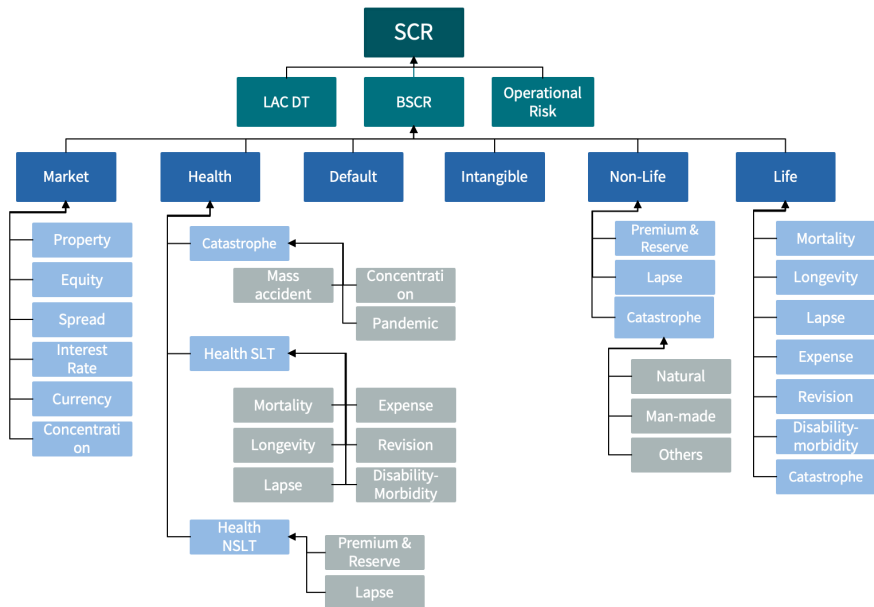 SCR
LAC DT
BSCR
Operational
Risk
Market
Health
Default
Intangible
Non-Life
Life
Property
Equity
Spread
Interest
Rate
Currency
Concentrati
on
Catastrophe
Mass
accident
Concentrati
on
Pandemic
Health SLT
Mortality
Expense
Longevity
Revision
Lapse
Disability-
Morbidity
Health
NSLT
Premium &
Reserve
Lapse
Premium &
Reserve
Lapse
Catastrophe
Natural
Man-made
Others
Mortality
Longevity
Lapse
Expense
Revision
Disability-
morbidity
Catastrophe